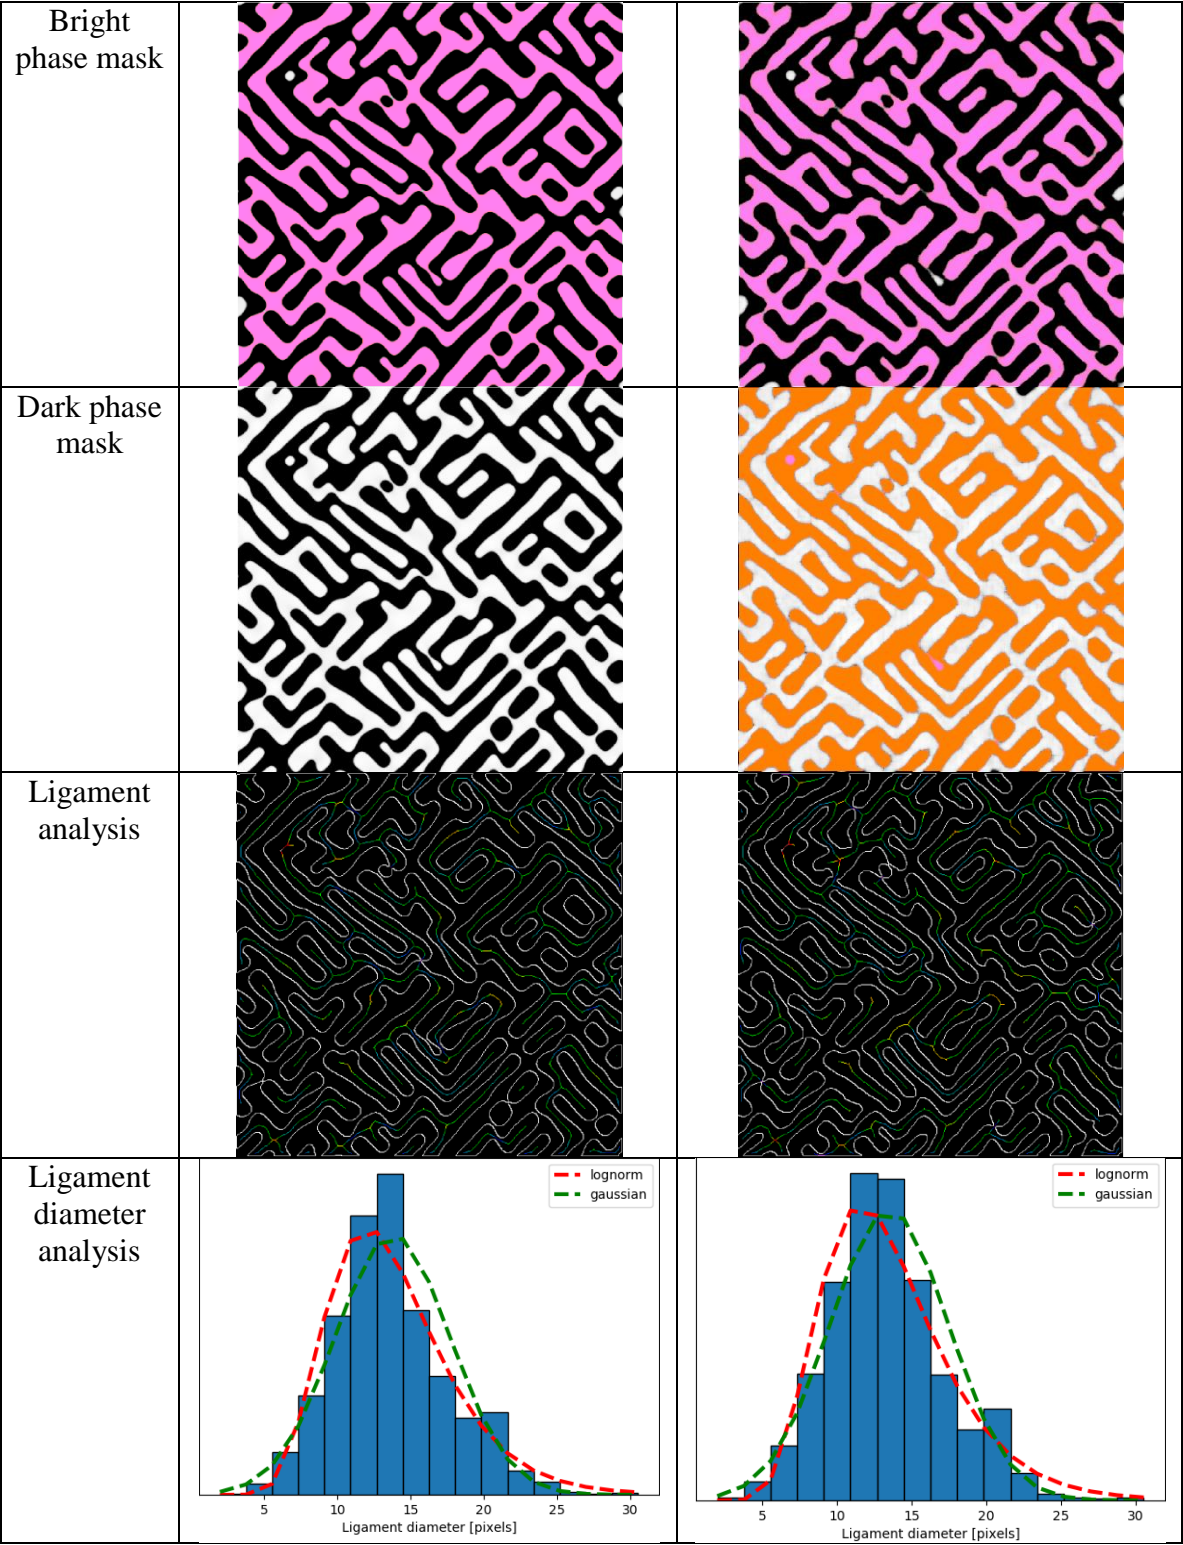 Bright
phase mask
Dark phase
mask
Ligament
analysis
Ligament
diameter
analysis
lognorm
gaussian
5 10 15 20 25 30
Ligament diameter [pixels]
lognorm
gaussian
5 10 15 20 25 30
Ligament diameter [pixels]